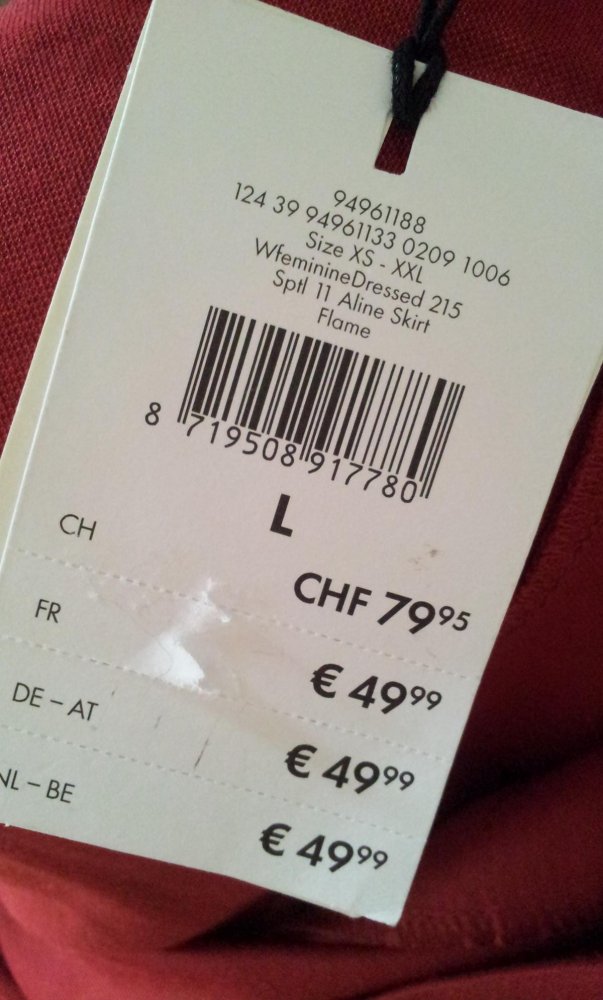 94961188
124 39 94961133 0209 1006
Size XS - XXL
WfeminineDressed 215
Sptl 11 Aline Skirt
Flame
8 719508 917780
L
CH CHF 79⁹⁵
FR € 49⁹⁹
DE – AT € 49⁹⁹
NL – BE € 49⁹⁹